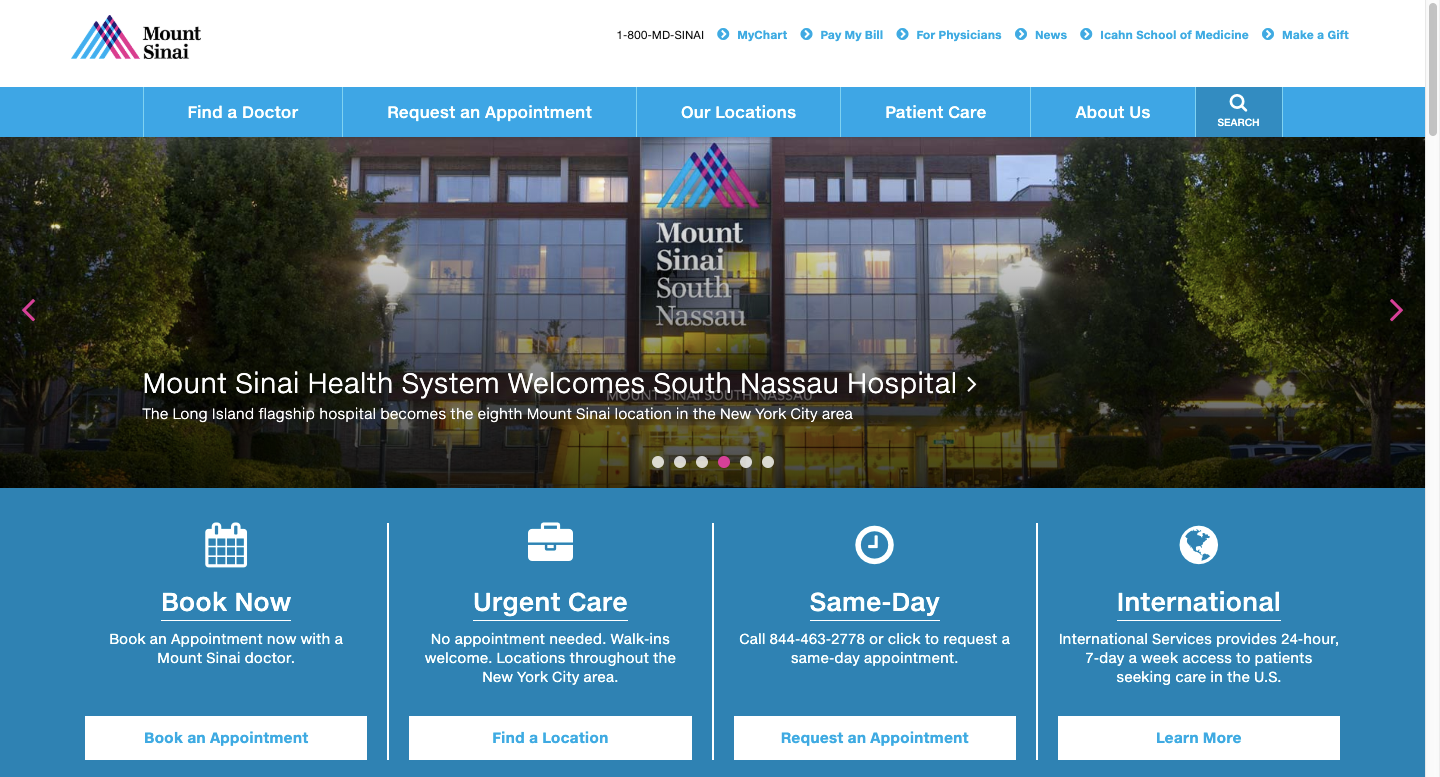 Mount
Sinai
1-800-MD-SINAI MyChart Pay My Bill For Physicians News Icahn School of Medicine Make a Gift
Find a Doctor Request an Appointment Our Locations Patient Care About Us SEARCH
Mount
Sinai
South
Nassau
Mount Sinai Health System Welcomes South Nassau Hospital
MOUNT SINAI SOUTH NASSAU
The Long Island flagship hospital becomes the eighth Mount Sinai location in the New York City area
Book Now
Book an Appointment now with a
Mount Sinai doctor.
Book an Appointment
Urgent Care
No appointment needed. Walk-ins
welcome. Locations throughout the
New York City area.
Find a Location
Same-Day
Call 844-463-2778 or click to request a
same-day appointment.
Request an Appointment
International
International Services provides 24-hour,
7-day a week access to patients
seeking care in the U.S.
Learn More